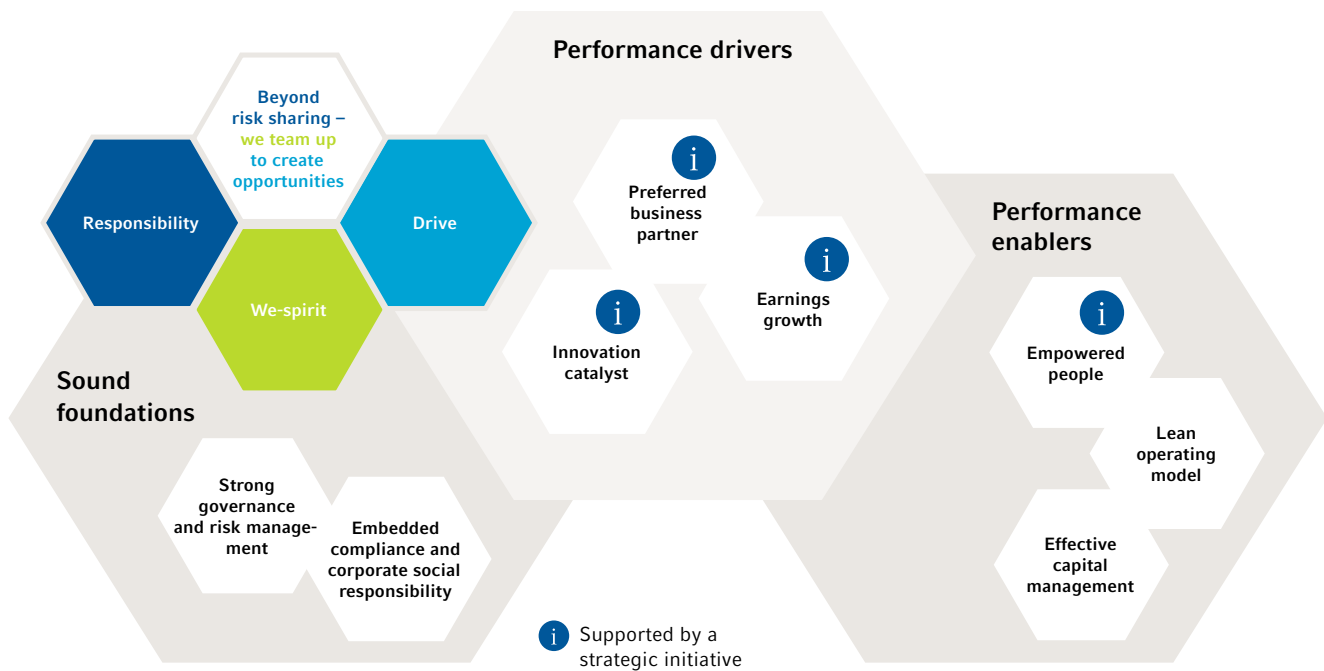 Performance drivers
Beyond
risk sharing –
we team up
to create
opportunities
Responsibility
Drive
We-spirit
Preferred
business
partner
i
Earnings
growth
i
Innovation
catalyst
i
Performance
enablers
i
Empowered
people
Lean
operating
model
Effective
capital
management
Sound
foundations
Strong
governance
and risk manage-
ment
Embedded
compliance and
corporate social
responsibility
i Supported by a
strategic initiative